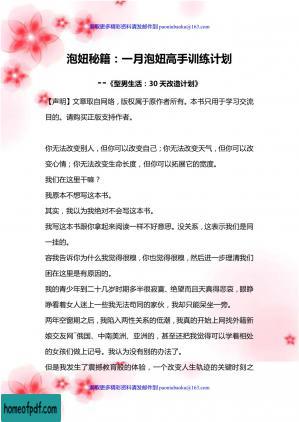 泡妞秘籍：一月泡妞高手训练计划
--《型男生活：30 天改造计划》
【声明】文章取自网络，版权属于原作者所有。本书只用于学习交流
目的。请购买正版支持作者。
你无法改变别人，但你可以改变自己；你无法改变天气，但你可以改
变心情；你无法改变生命长度，但你可以拓展它的宽度。
我们在这里干嘛？
我原本不想写这本书。
其实，我以为我绝不会写这本书。
我写这本书跟你拿起来阅读一样不好意思。没关系，这表示我们是同
一挂的。
容我告诉你为什么我觉得很糗，你也觉得很糗，然后进一步理清我们
困在这里是有原因的。
我的青少年到二十几岁时期多半很寂寞、绝望而且天真得悲哀，眼睁
睁看着女人迷上一些我无法苟同的家伙，我却只能呆坐一旁。
两年空窗期之后，我陷入两性关系的低潮，我真的开始上网找外籍新
娘交友网 俄国、中南美洲、亚洲的，甚至还把我觉得可以学着相处
的女孩们做上记号。我认为没有别的办法了。
但是我发生了震撼教育般的体验，一个改变人生轨迹的关键时刻之
homeofpdf.com